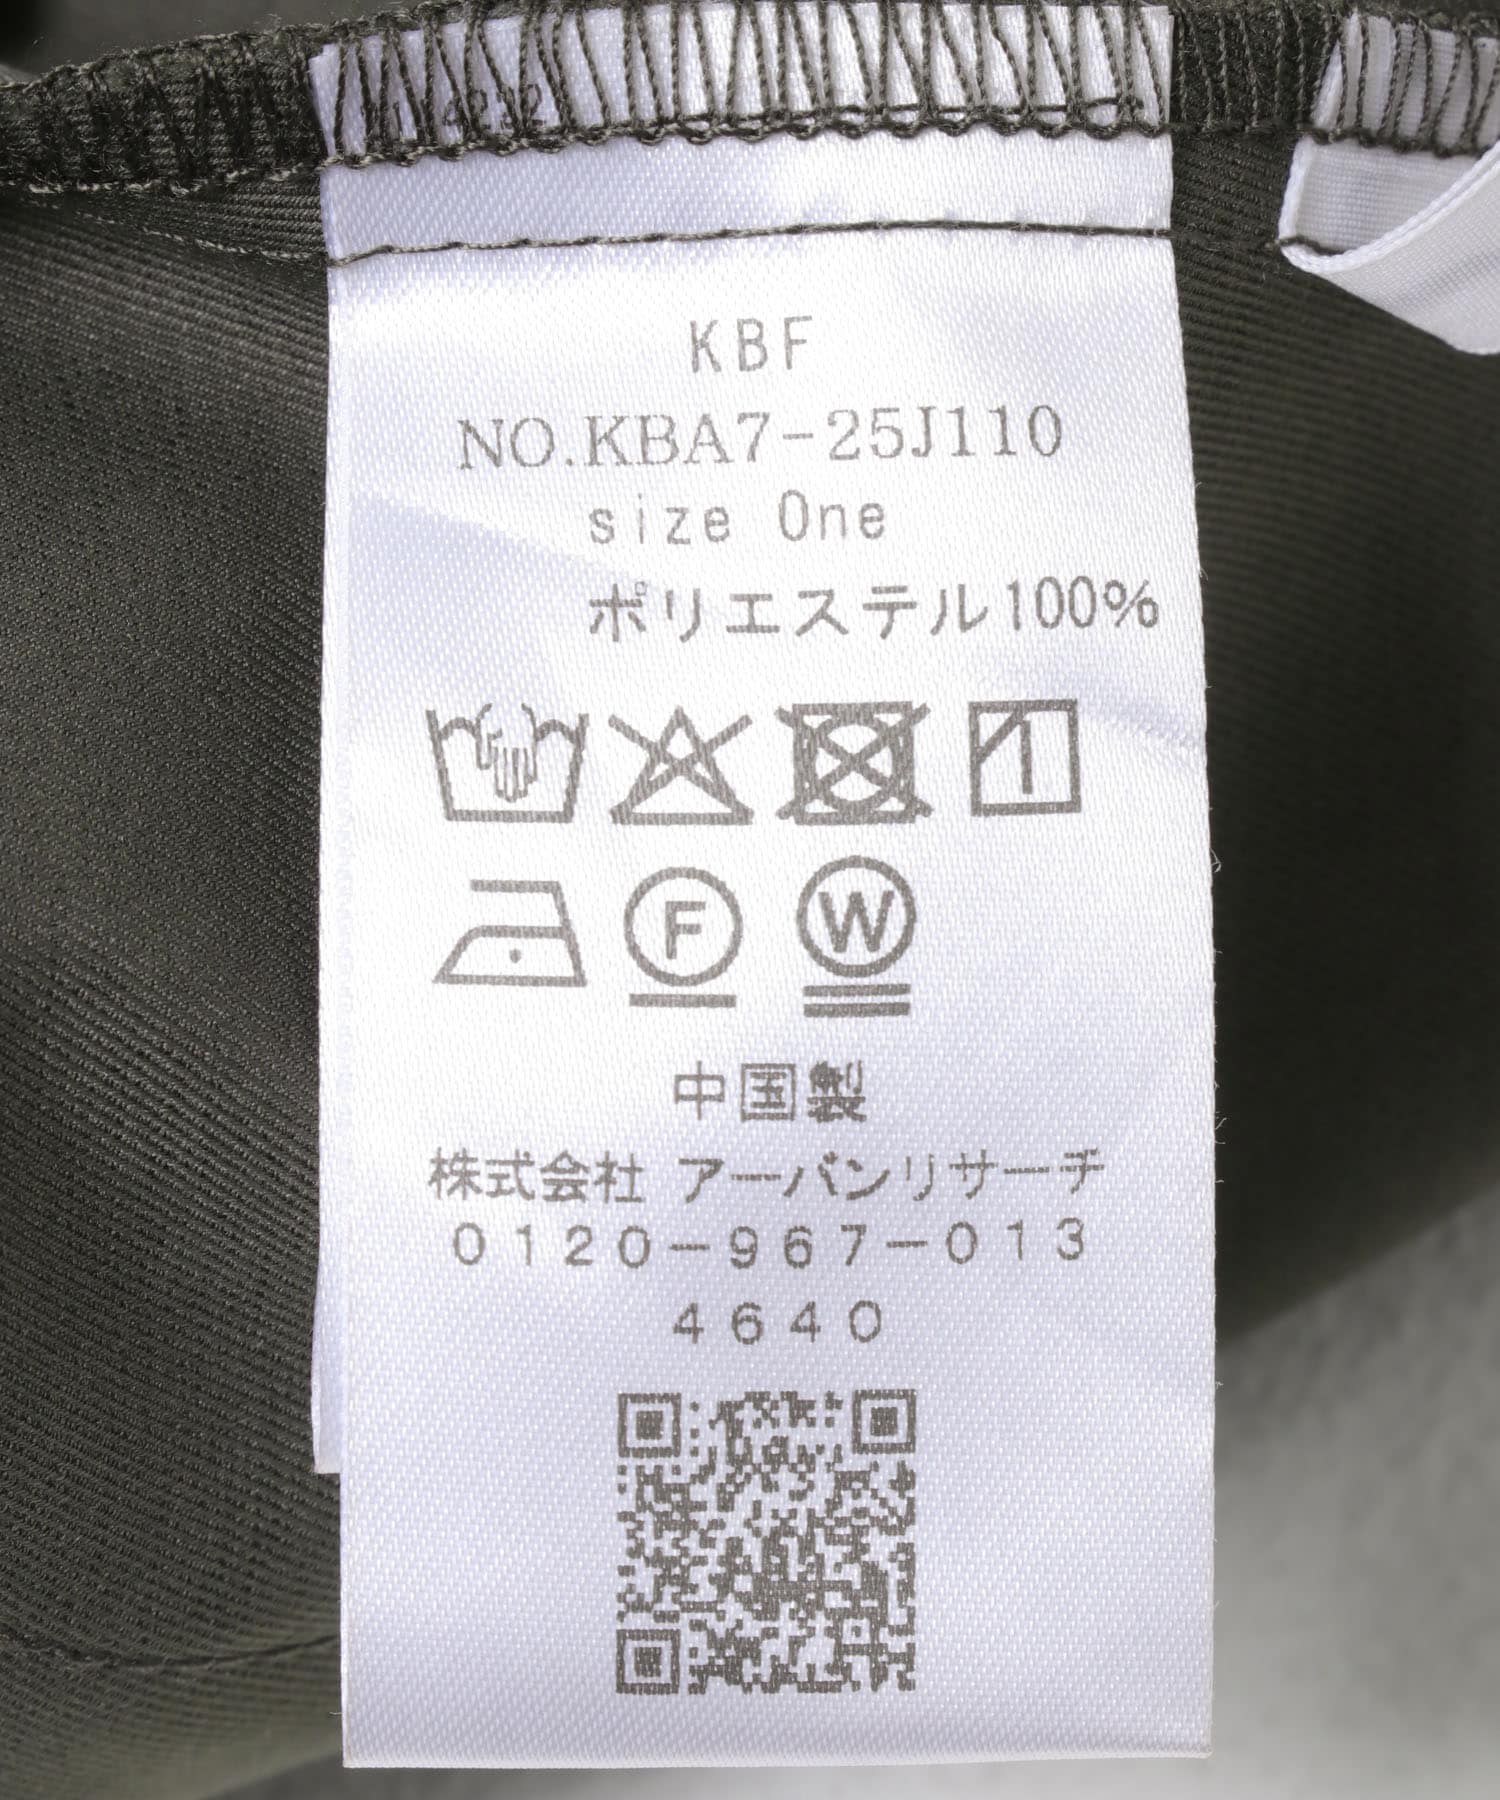 KBF
NO.KBA7-25J110
size One
ポリエステル100%
F W
中国製
株式会社 アーバンリサーチ
0120-967-013
4640